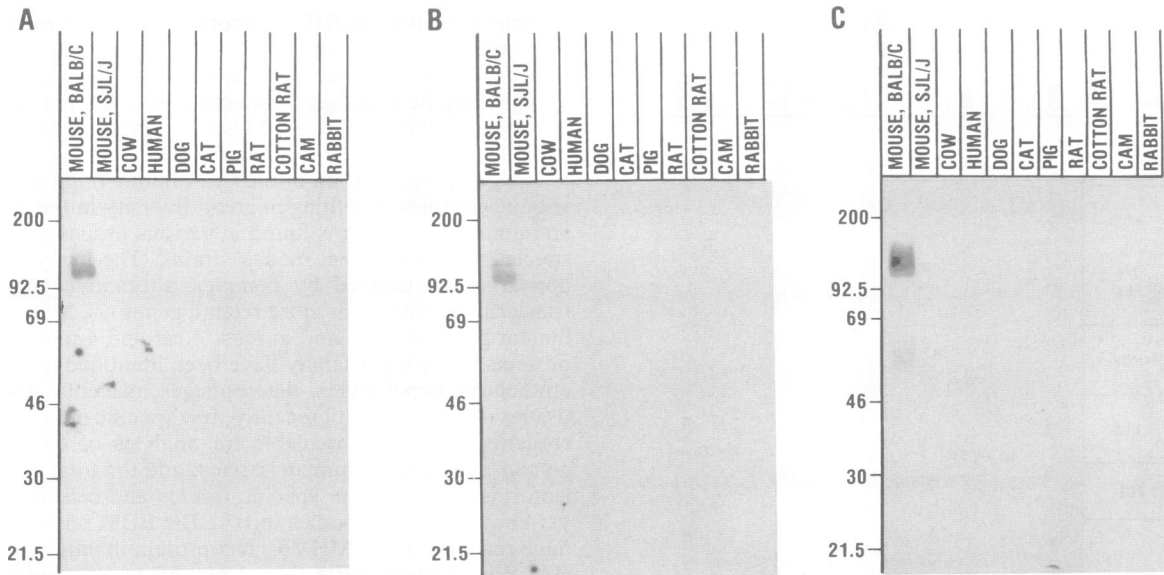 A
MOUSE, BALB/C
MOUSE, SJL/J
COW
HUMAN
DOG
CAT
PIG
RAT
COTTON RAT
CAM
RABBIT
200
92.5
69
46
30
21.5
B
MOUSE, BALB/C
MOUSE, SJL/J
COW
HUMAN
DOG
CAT
PIG
RAT
COTTON RAT
CAM
RABBIT
200
92.5
69
46
30
21.5
C
MOUSE, BALB/C
MOUSE, SJL/J
COW
HUMAN
DOG
CAT
PIG
RAT
COTTON RAT
CAM
RABBIT
200
92.5
69
46
30
21.5